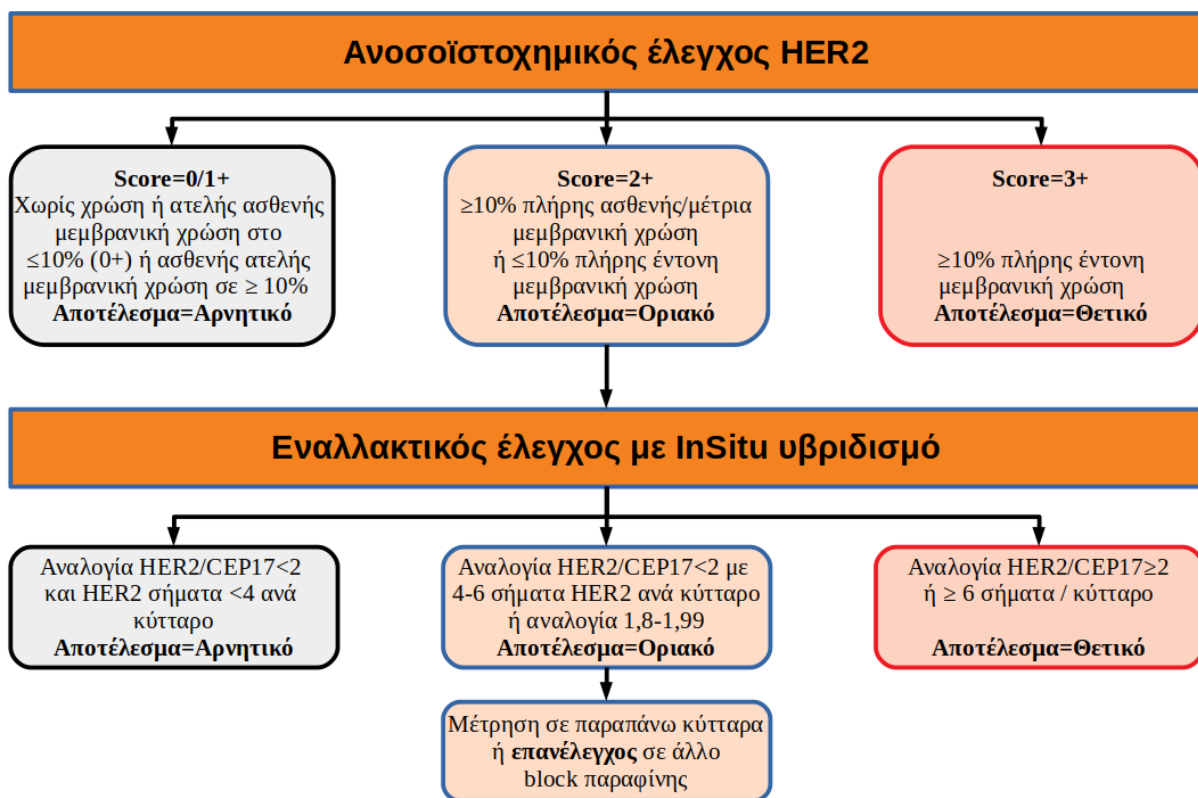 Ανοσοϊστοχημικός έλεγχος HER2
Score=0/1+
Χωρίς χρώση ή ατελής ασθενής
μεμβρανική χρώση στο
≤10% (0+) ή ασθενής ατελής
μεμβρανική χρώση σε ≥ 10%
Αποτέλεσμα=Αρνητικό
Score=2+
≥10% πλήρης ασθενής/μέτρια
μεμβρανική χρώση
ή ≤10% πλήρης έντονη
μεμβρανική χρώση
Αποτέλεσμα=Οριακό
Score=3+
≥10% πλήρης έντονη
μεμβρανική χρώση
Αποτέλεσμα=Θετικό
Εναλλακτικός έλεγχος με InSitu υβριδισμό
Αναλογία HER2/CEP17<2
και HER2 σήματα <4 ανά
κύτταρο
Αποτέλεσμα=Αρνητικό
Αναλογία HER2/CEP17<2 με
4-6 σήματα HER2 ανά κύτταρο
ή αναλογία 1,8-1,99
Αποτέλεσμα=Οριακό
Αναλογία HER2/CEP17≥2
ή ≥ 6 σήματα / κύτταρο
Αποτέλεσμα=Θετικό
Μέτρηση σε παραπάνω κύτταρα
ή επανέλεγχος σε άλλο
block παραφίνης